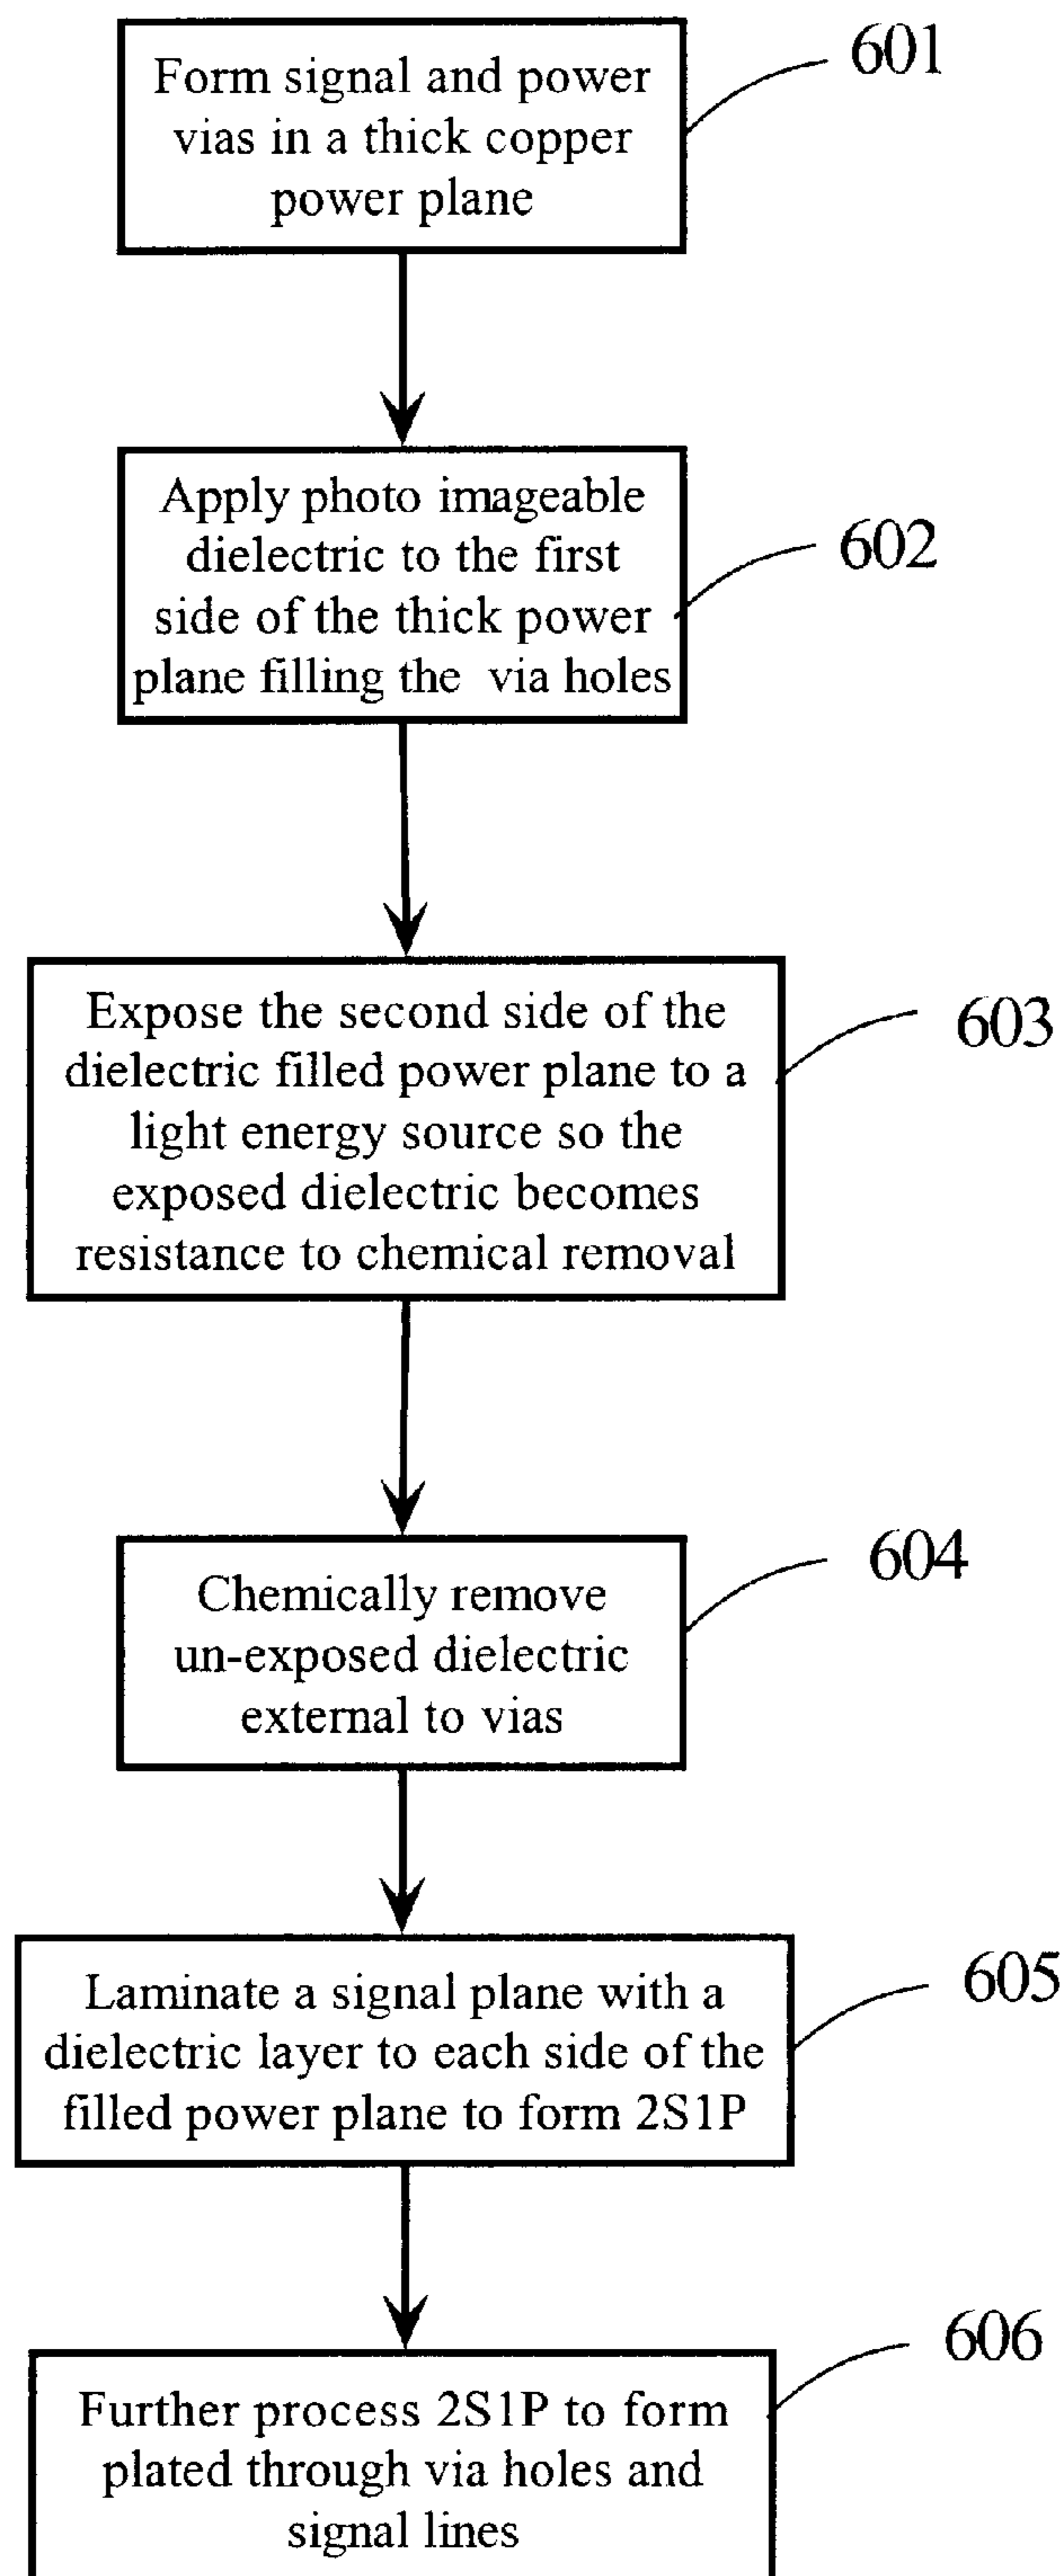 Form signal and power
vias in a thick copper
power plane
601
Apply photo imageable
dielectric to the first
side of the thick power
plane filling the via holes
602
Expose the second side of the
dielectric filled power plane to a
light energy source so the
exposed dielectric becomes
resistance to chemical removal
603
Chemically remove
un-exposed dielectric
external to vias
604
Laminate a signal plane with a
dielectric layer to each side of the
filled power plane to form 2S1P
605
Further process 2S1P to form
plated through via holes and
signal lines
606